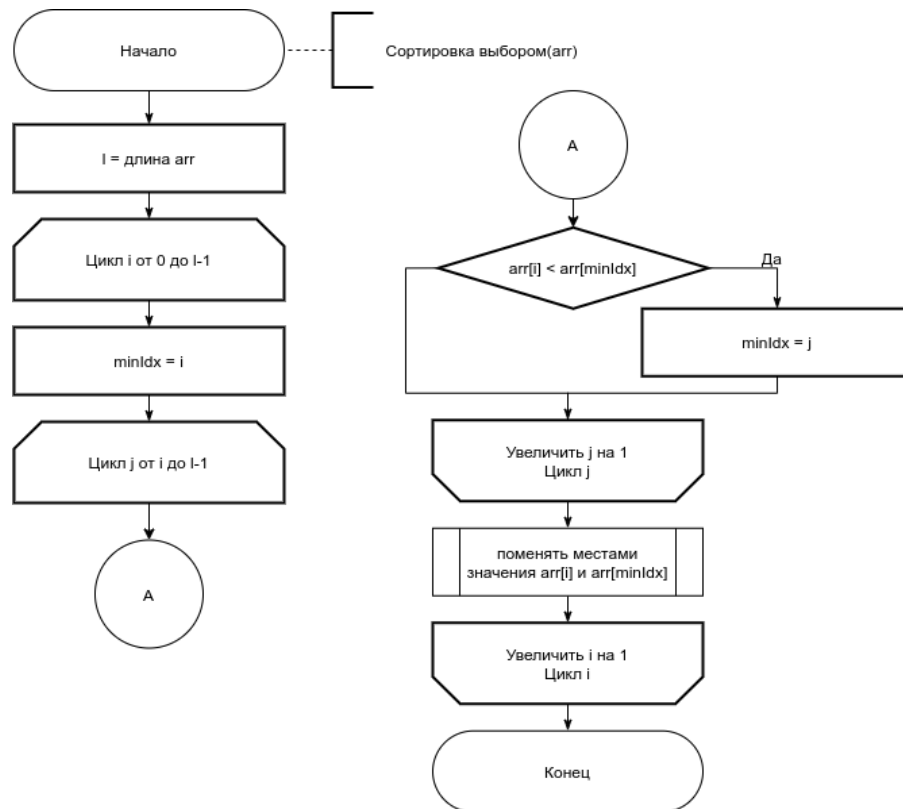 Начало
Сортировка выбором(arr)
l = длина arr
Цикл i от 0 до l-1
minIdx = i
Цикл j от i до l-1
A
A
arr[i] < arr[minIdx]
Да
minIdx = j
Увеличить j на 1
Цикл j
поменять местами
значения arr[i] и arr[minIdx]
Увеличить i на 1
Цикл i
Конец